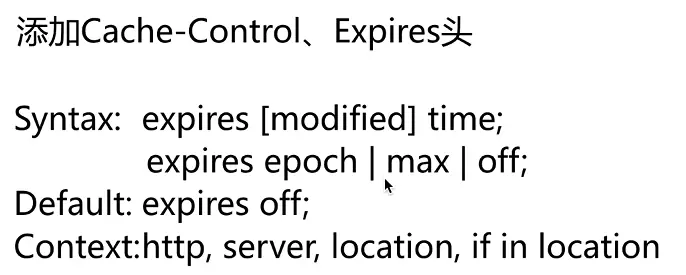 添加Cache-Control、Expires头
Syntax: expires [modified] time;
expires epoch | max | off;
Default: expires off;
Context:http, server, location, if in location